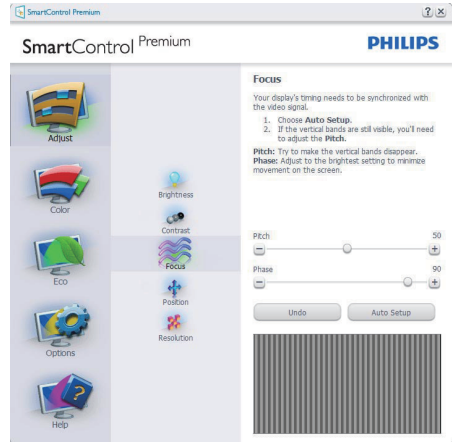 SmartControl Premium
SmartControl Premium
PHILIPS
Adjust
Color
Eco
Options
Help
Brightness
Contrast
Focus
Position
Resolution
Focus
Your display's timing needs to be synchronized with
the video signal.
1. Choose Auto Setup.
2. If the vertical bands are still visible, you'll need
to adjust the Pitch.
Pitch: Try to make the vertical bands disappear.
Phase: Adjust to the brightest setting to minimize
movement on the screen.
Pitch 50
Phase 90
Undo Auto Setup